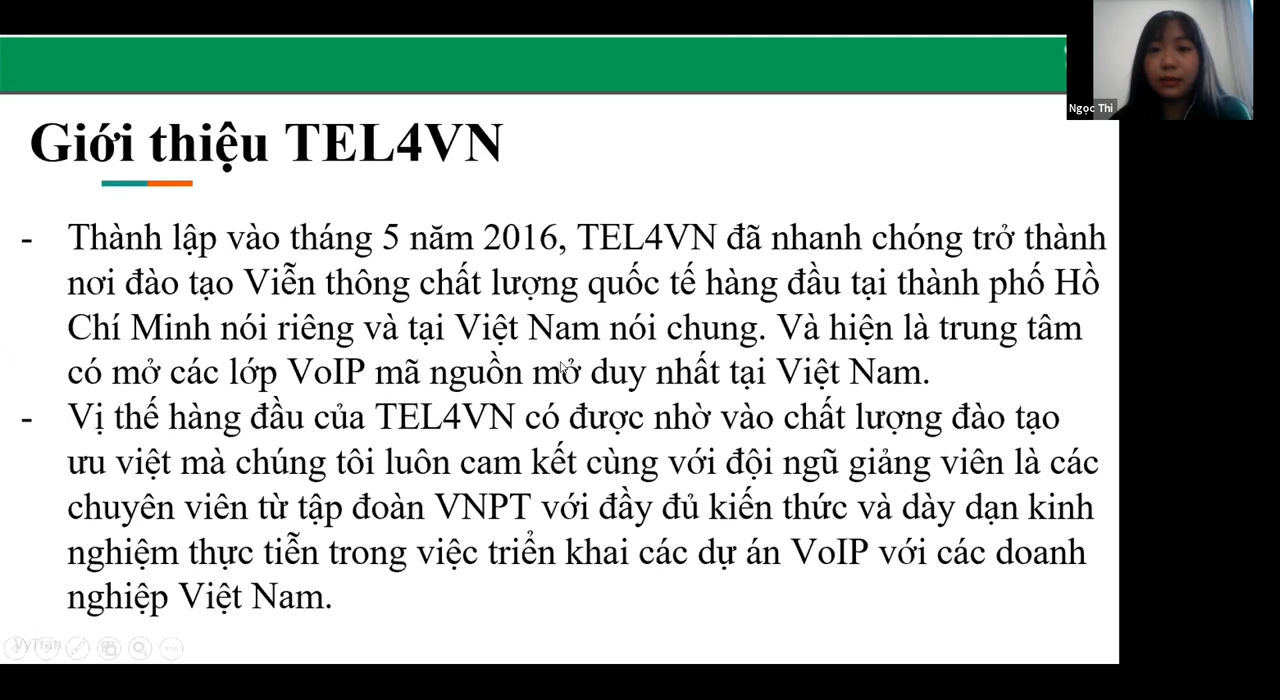 Ngọc Thi
Giới thiệu TEL4VN
- Thành lập vào tháng 5 năm 2016, TEL4VN đã nhanh chóng trở thành
nơi đào tạo Viễn thông chất lượng quốc tế hàng đầu tại thành phố Hồ
Chí Minh nói riêng và tại Việt Nam nói chung. Và hiện là trung tâm
có mở các lớp VoIP mã nguồn mở duy nhất tại Việt Nam.
- Vị thế hàng đầu của TEL4VN có được nhờ vào chất lượng đào tạo
ưu việt mà chúng tôi luôn cam kết cùng với đội ngũ giảng viên là các
chuyên viên từ tập đoàn VNPT với đầy đủ kiến thức và dày dạn kinh
nghiệm thực tiễn trong việc triển khai các dự án VoIP với các doanh
nghiệp Việt Nam.
VyTran